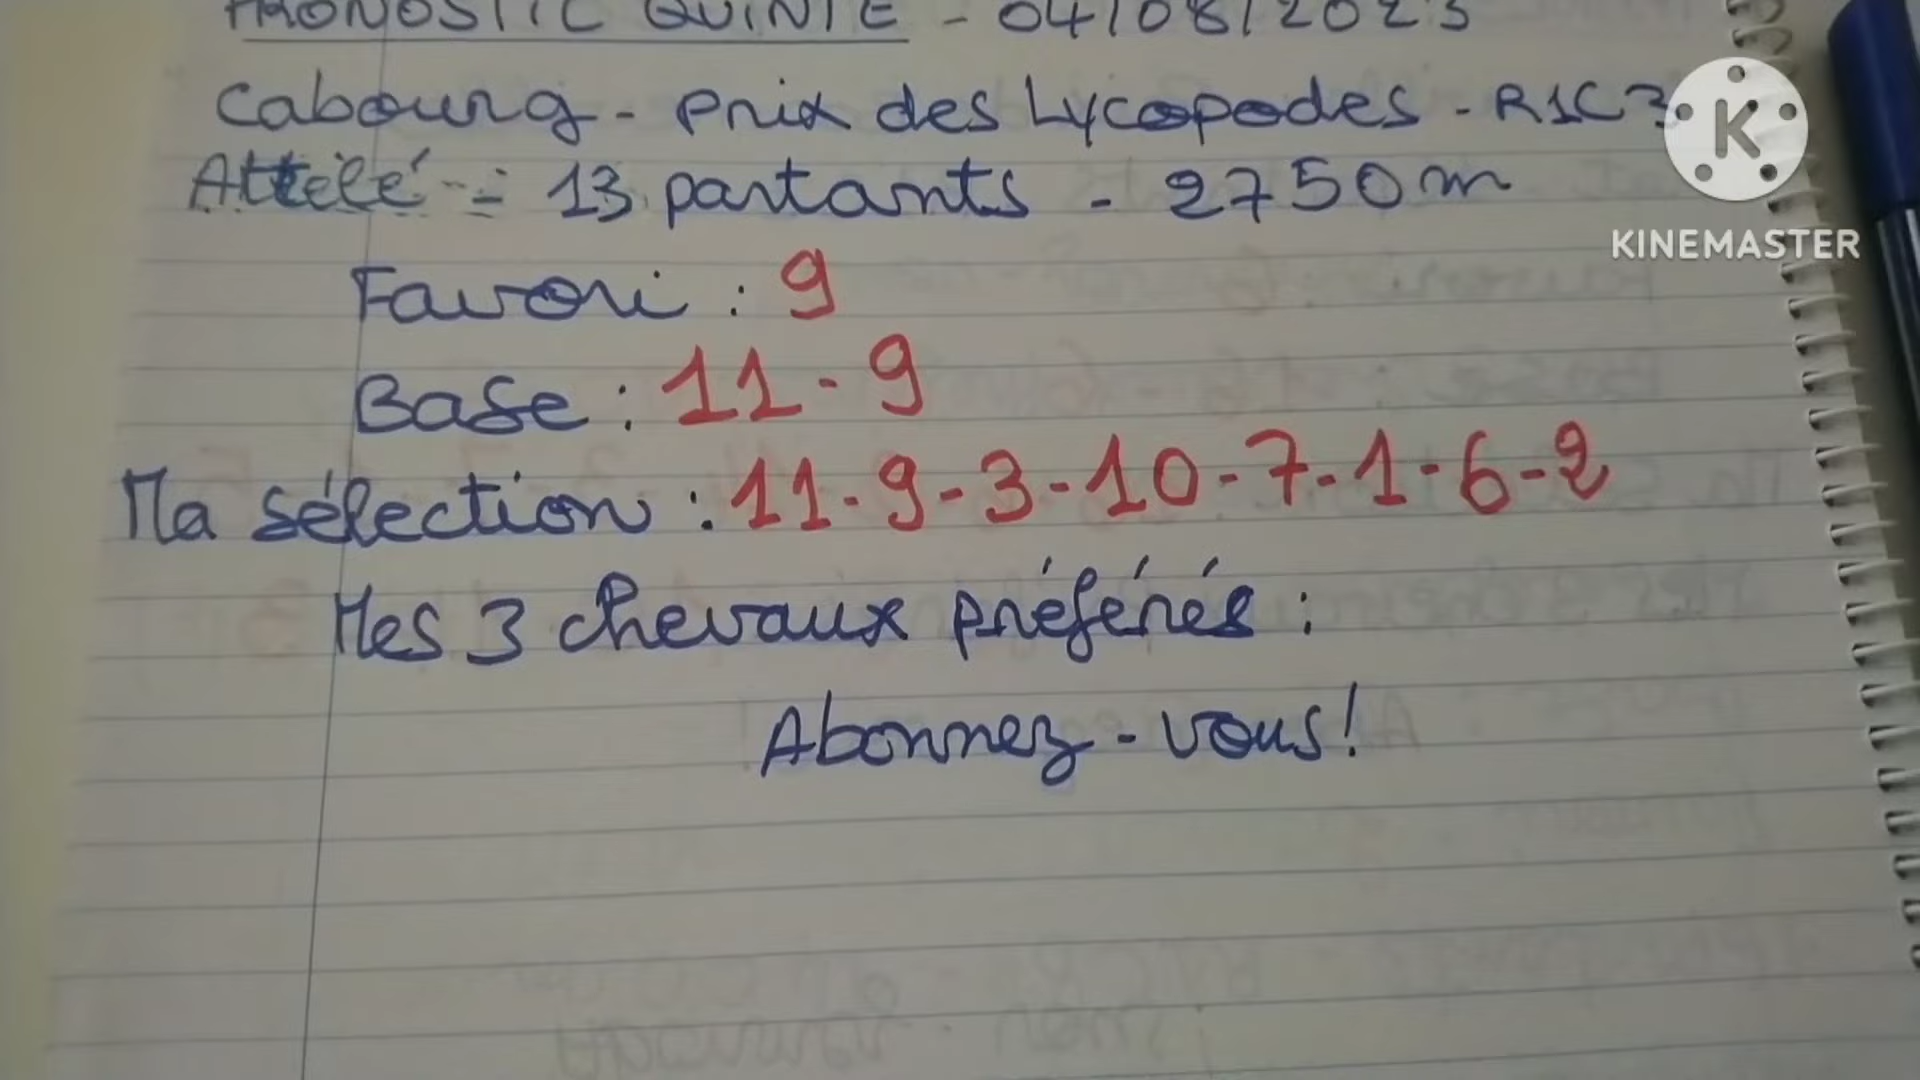 PRONOSTIC QUINTE - 04/08/2023
Cabourg - Prix des Lycopodes - R1C3
Attelé - 13 partants - 2750m
Favori : 9
Base : 11 - 9
Ma sélection : 11 - 9 - 3 - 10 - 7 - 1 - 6 - 2
Mes 3 chevaux préférés :
Abonnez-vous!
K
KINEMASTER